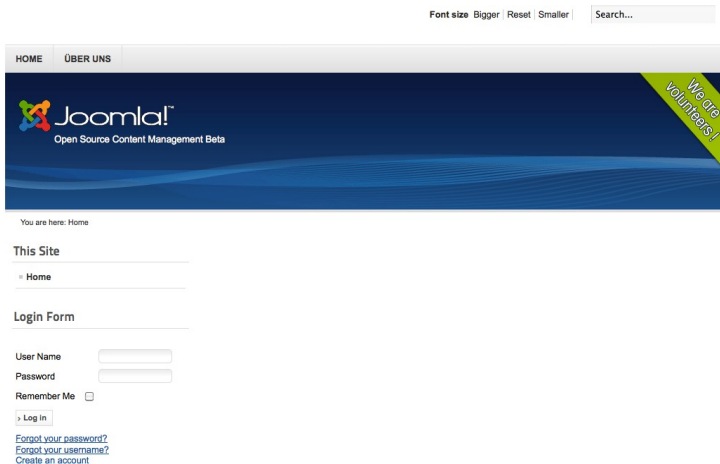 Font size Bigger Reset Smaller Search...
HOME ÜBER UNS
Joomla!™
Open Source Content Management Beta
We are
volunteers !
You are here: Home
This Site
Home
Login Form
User Name
Password
Remember Me
› Log in
Forgot your password?
Forgot your username?
Create an account